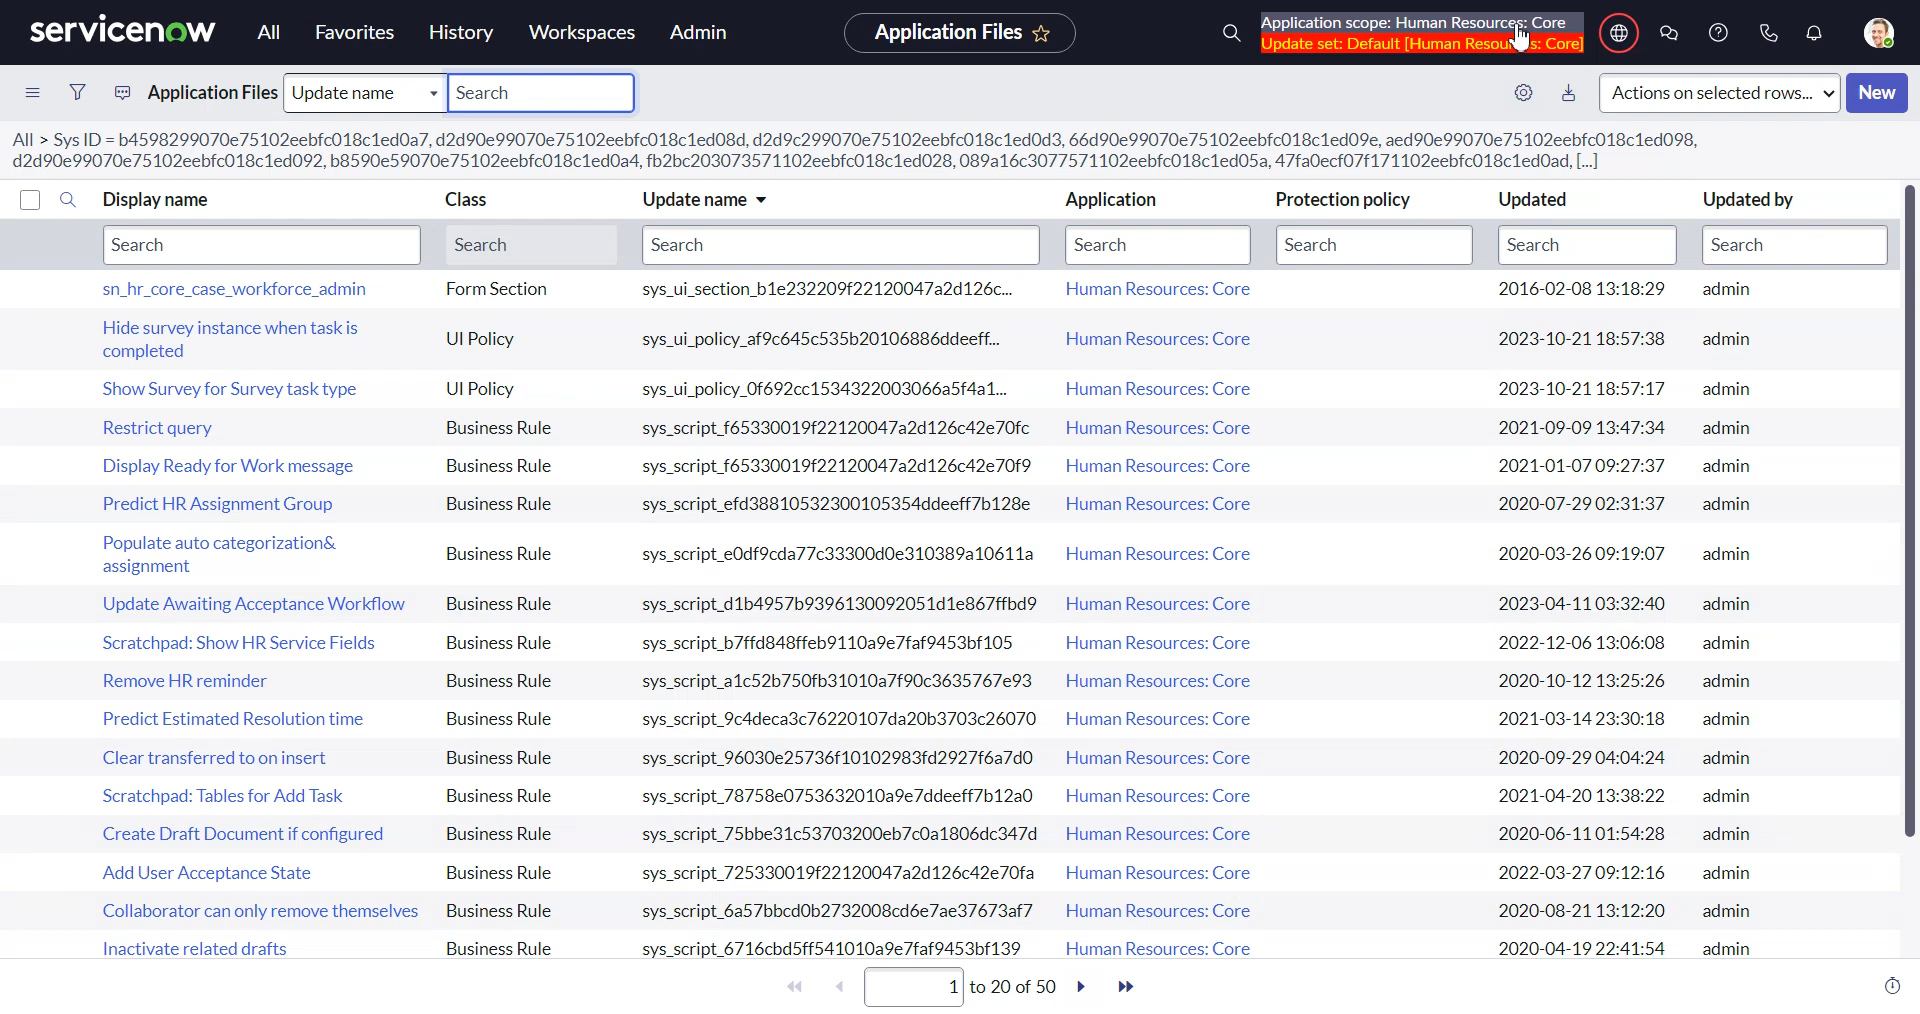 servicenow
All
Favorites
History
Workspaces
Admin
Application Files
Application scope: Human Resources: Core
Update set: Default [Human Resources: Core]
Application Files
Update name
Search
Actions on selected rows...
New
All > Sys ID = b4598299070e75102eebfc018c1ed0a7, d2d90e99070e75102eebfc018c1ed08d, d2d9c299070e75102eebfc018c1ed0d3, 66d90e99070e75102eebfc018c1ed09e, aed90e99070e75102eebfc018c1ed098,
d2d90e99070e75102eebfc018c1ed092, b8590e59070e75102eebfc018c1ed0a4, fb2bc203073571102eebfc018c1ed028, 089a16c3077571102eebfc018c1ed05a, 47fa0ecf07f171102eebfc018c1ed0ad, [...]
Display name Class Update name Application Protection policy Updated Updated by
Search Search Search Search Search Search Search
sn_hr_core_case_workforce_admin Form Section sys_ui_section_b1e232209f22120047a2d126c... Human Resources: Core 2016-02-08 13:18:29 admin
Hide survey instance when task is
completed UI Policy sys_ui_policy_af9c645c535b20106886ddeeff... Human Resources: Core 2023-10-21 18:57:38 admin
Show Survey for Survey task type UI Policy sys_ui_policy_0f692cc1534322003066a5f4a1... Human Resources: Core 2023-10-21 18:57:17 admin
Restrict query Business Rule sys_script_f65330019f22120047a2d126c42e70fc Human Resources: Core 2021-09-09 13:47:34 admin
Display Ready for Work message Business Rule sys_script_f65330019f22120047a2d126c42e70f9 Human Resources: Core 2021-01-07 09:27:37 admin
Predict HR Assignment Group Business Rule sys_script_efd38810532300105354ddeeff7b128e Human Resources: Core 2020-07-29 02:31:37 admin
Populate auto categorization&
assignment Business Rule sys_script_e0df9cda77c33300d0e310389a10611a Human Resources: Core 2020-03-26 09:19:07 admin
Update Awaiting Acceptance Workflow Business Rule sys_script_d1b4957b9396130092051d1e867ffbd9 Human Resources: Core 2023-04-11 03:32:40 admin
Scratchpad: Show HR Service Fields Business Rule sys_script_b7ffd848ffeb9110a9e7faf9453bf105 Human Resources: Core 2022-12-06 13:06:08 admin
Remove HR reminder Business Rule sys_script_a1c52b750fb31010a7f90c3635767e93 Human Resources: Core 2020-10-12 13:25:26 admin
Predict Estimated Resolution time Business Rule sys_script_9c4deca3c76220107da20b3703c26070 Human Resources: Core 2021-03-14 23:30:18 admin
Clear transferred to on insert Business Rule sys_script_96030e25736f10102983fd2927f6a7d0 Human Resources: Core 2020-09-29 04:04:24 admin
Scratchpad: Tables for Add Task Business Rule sys_script_78758e0753632010a9e7ddeeff7b12a0 Human Resources: Core 2021-04-20 13:38:22 admin
Create Draft Document if configured Business Rule sys_script_75bbe31c53703200eb7c0a1806dc347d Human Resources: Core 2020-06-11 01:54:28 admin
Add User Acceptance State Business Rule sys_script_725330019f22120047a2d126c42e70fa Human Resources: Core 2022-03-27 09:12:16 admin
Collaborator can only remove themselves Business Rule sys_script_6a57bbcd0b2732008cd6e7ae37673af7 Human Resources: Core 2020-08-21 13:12:20 admin
Inactivate related drafts Business Rule sys_script_6716cbd5ff541010a9e7faf9453bf139 Human Resources: Core 2020-04-19 22:41:54 admin
1 to 20 of 50